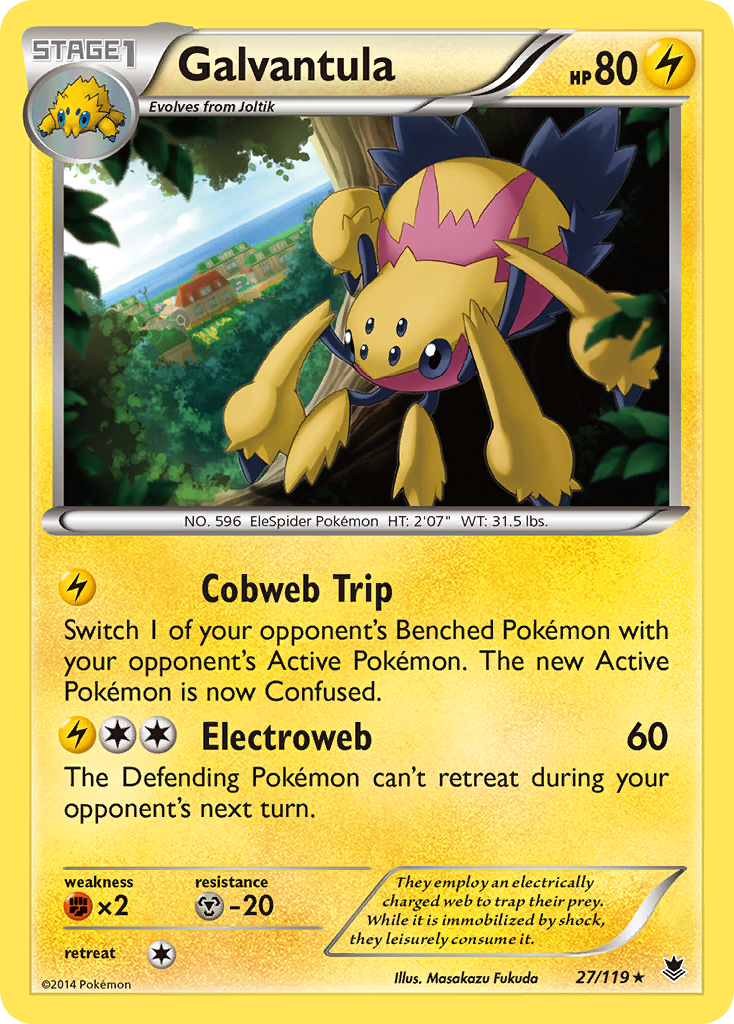 STAGE1
Galvantula
HP 80
Evolves from Joltik
NO. 596 EleSpider Pokémon HT: 2'07" WT: 31.5 lbs.
Cobweb Trip
Switch 1 of your opponent's Benched Pokémon with
your opponent's Active Pokémon. The new Active
Pokémon is now Confused.
Electroweb 60
The Defending Pokémon can't retreat during your
opponent's next turn.
weakness resistance
×2 -20
retreat
They employ an electrically
charged web to trap their prey.
While it is immobilized by shock,
they leisurely consume it.
©2014 Pokémon
Illus. Masakazu Fukuda 27/119 ★